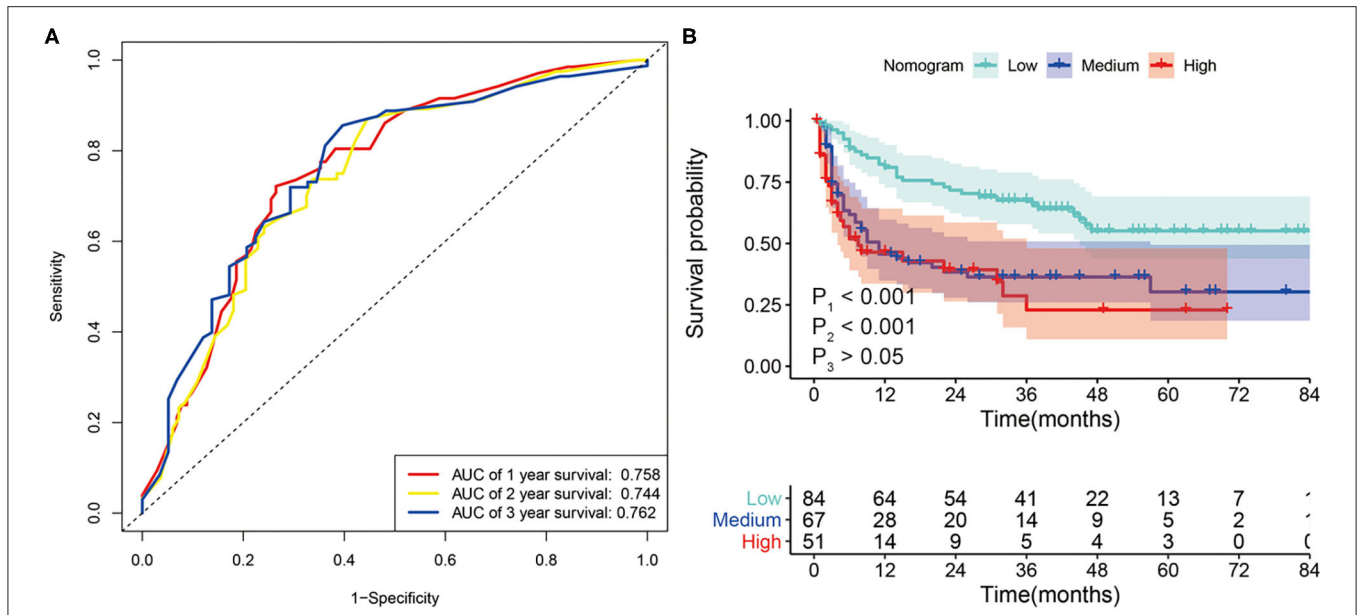 A
1.0
0.8
0.6
0.4
0.2
0.0
Sensitivity
AUC of 1 year survival: 0.758
AUC of 2 year survival: 0.744
AUC of 3 year survival: 0.762
0.0 0.2 0.4 0.6 0.8 1.0
1-Specificity
B
Nomogram Low Medium High
1.00
0.75
0.50
0.25
0.00
Survival probability
P1 < 0.001
P2 < 0.001
P3 > 0.05
0 12 24 36 48 60 72 84
Time(months)
Low 84 64 54 41 22 13 7
Medium 67 28 20 14 9 5 2
High 51 14 9 5 4 3 0
0 12 24 36 48 60 72 84
Time(months)